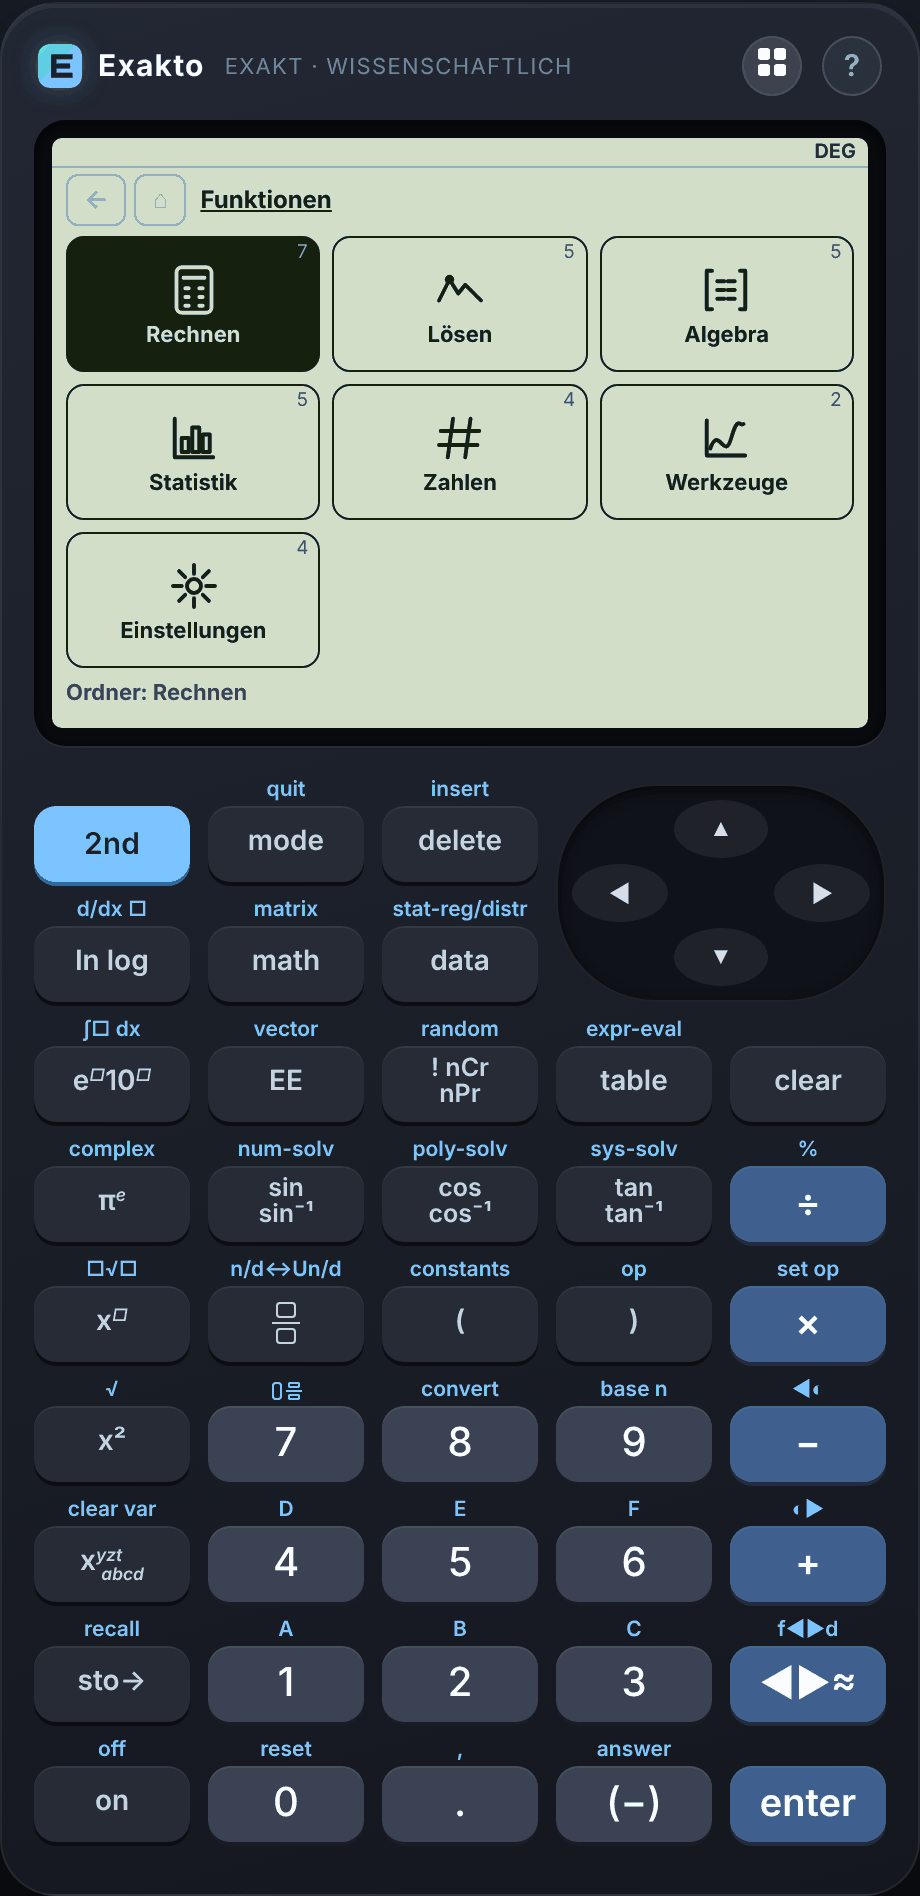 E Exakto EXAKT · WISSENSCHAFTLICH ?
DEG
← ⌂ Funktionen
7 5 5
Rechnen Lösen Algebra
5 4 2
Statistik Zahlen Werkzeuge
4
Einstellungen
Ordner: Rechnen
quit insert
2nd mode delete ▲
◀ ▶
d/dx □ matrix stat-reg/distr
ln log math data ▼
∫□ dx vector random expr-eval
e□10□ EE ! nCr nPr table clear
complex num-solv poly-solv sys-solv %
πᵉ sin sin⁻¹ cos cos⁻¹ tan tan⁻¹ ÷
□√□ n/d↔Un/d constants op set op
x□ □/□ ( ) ×
√ convert base n
x² 7 8 9 −
clear var D E F
x yzt abcd 4 5 6 +
recall A B C f◀▶d
sto→ 1 2 3 ◀▶≈
off reset , answer
on 0 . (−) enter